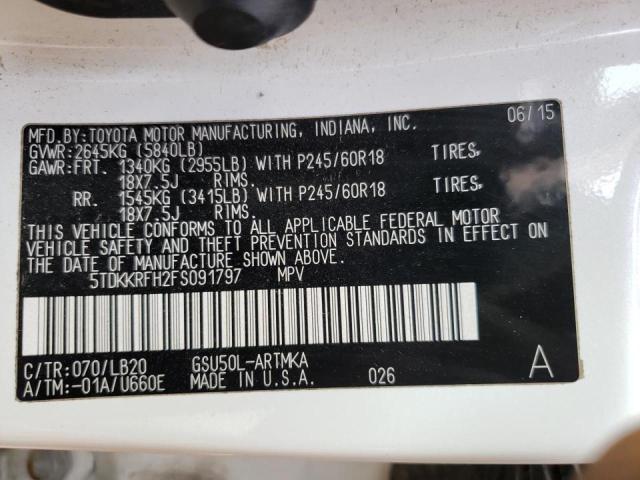 MFD.BY:TOYOTA MOTOR MANUFACTURING, INDIANA, INC. 06/15
GVWR:2645KG (5840LB)
GAWR:FRT. 1340KG (2955LB) WITH P245/60R18 TIRES,
18X7.5J RIMS.
RR. 1545KG (3415LB) WITH P245/60R18 TIRES,
18X7.5J RIMS.
THIS VEHICLE CONFORMS TO ALL APPLICABLE FEDERAL MOTOR
VEHICLE SAFETY AND THEFT PREVENTION STANDARDS IN EFFECT ON
THE DATE OF MANUFACTURE SHOWN ABOVE.
5TDKKRFH2FS091797 MPV
C/TR:070/LB20 GSU50L-ARTMKA
A/TM:-01A/U660E MADE IN U.S.A. 026 A